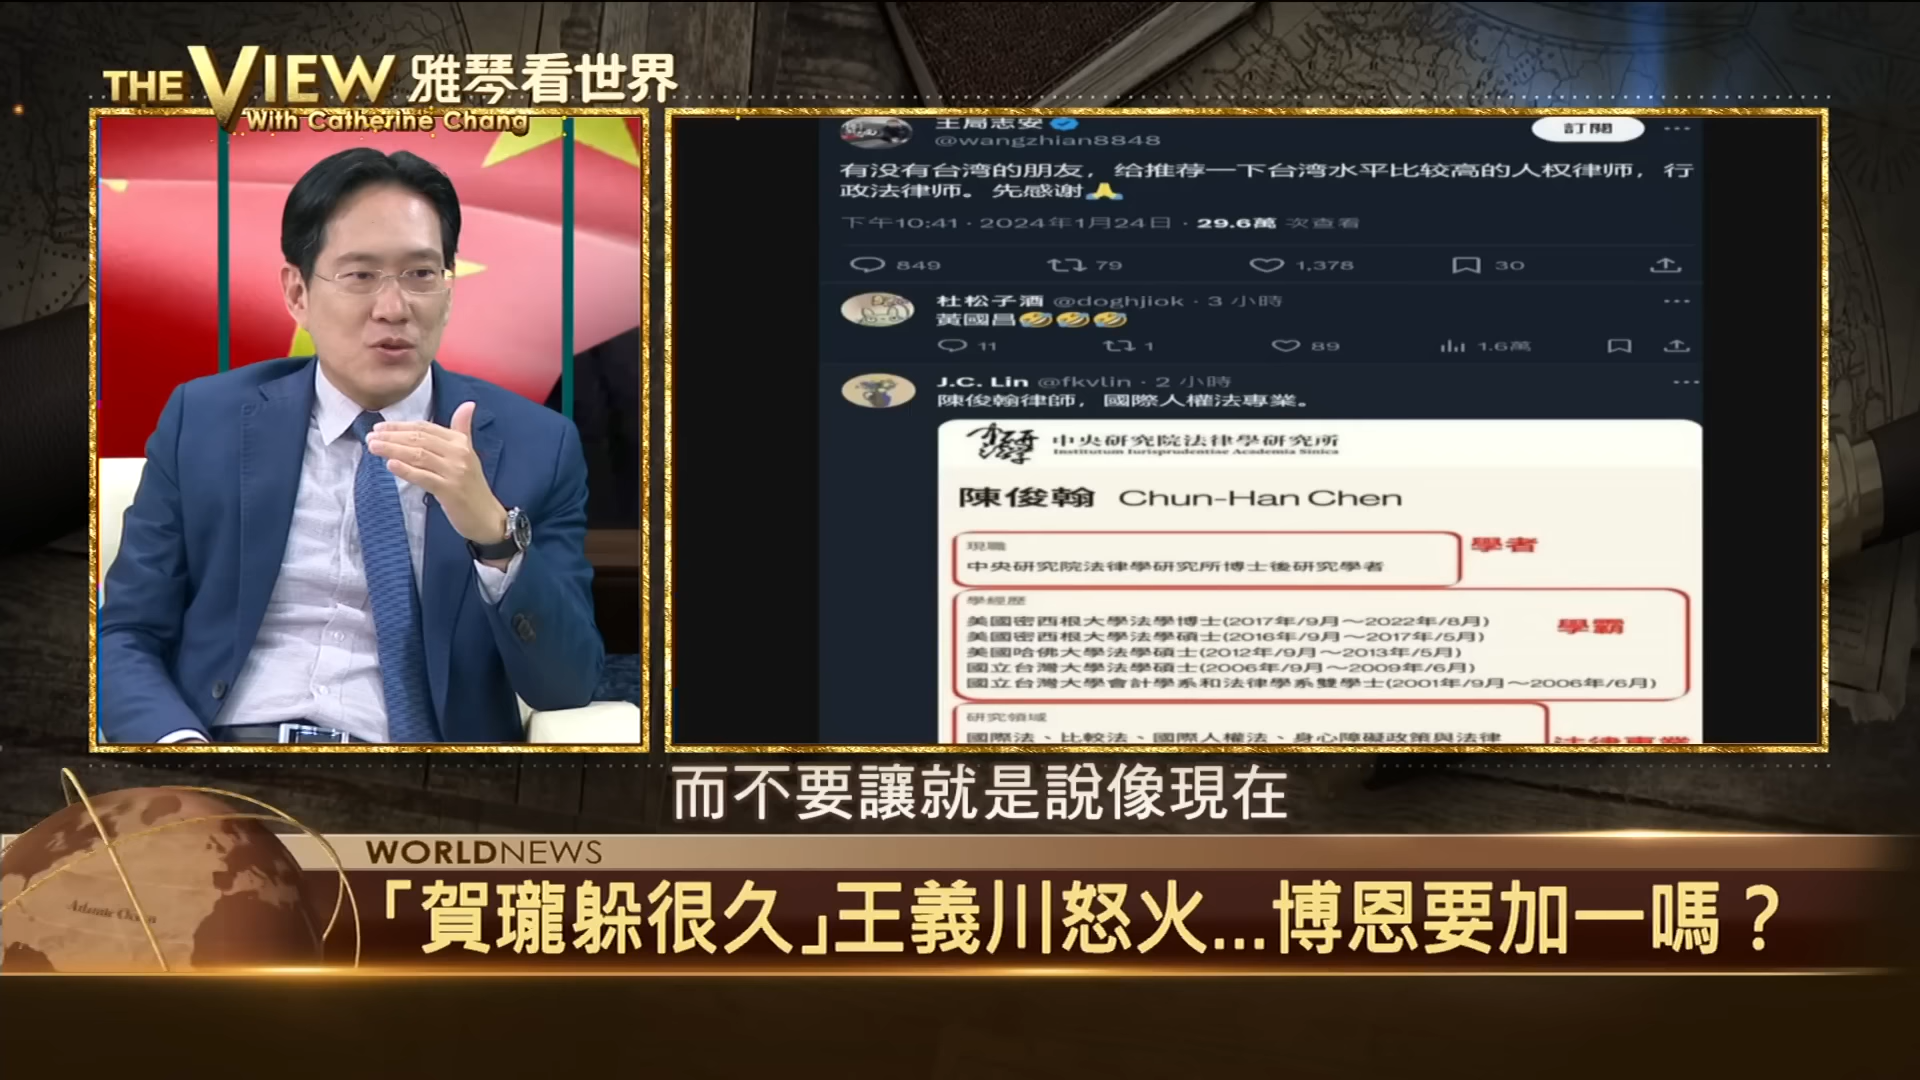 THE VIEW 雅琴看世界
With Catherine Chang
王局志安
@wangzhian8848
訂閱
有没有台湾的朋友，给推荐一下台湾水平比较高的人权律师，行
政法律师。先感谢🙏
下午10:41 · 2024年1月24日 · 29.6萬 次查看
849 79 1,378 30
杜松子酒 @doghjiok · 3 小時
黃國昌🤣🤣🤣
11 1 89 1.6萬
J.C. Lin @fkvlin · 2 小時
陳俊翰律師，國際人權法專業。
中央研究院法律學研究所
Institutum Iurisprudentiae Academia Sinica
陳俊翰 Chun-Han Chen
現職
學者
中央研究院法律學研究所博士後研究學者
學經歷
美國密西根大學法學博士(2017年/9月～2022年/8月)
學霸
美國密西根大學法學碩士(2016年/9月～2017年/5月)
美國哈佛大學法學碩士(2012年/9月～2013年/5月)
國立台灣大學法學碩士(2006年/9月～2009年/6月)
國立台灣大學會計學系和法律學系雙學士(2001年/9月～2006年/6月)
研究領域
國際法、比較法、國際人權法、身心障礙政策與法律
法律專業
而不要讓就是說像現在
WORLDNEWS
「賀瓏躲很久」王義川怒火...博恩要加一嗎？
Atlantic Ocean